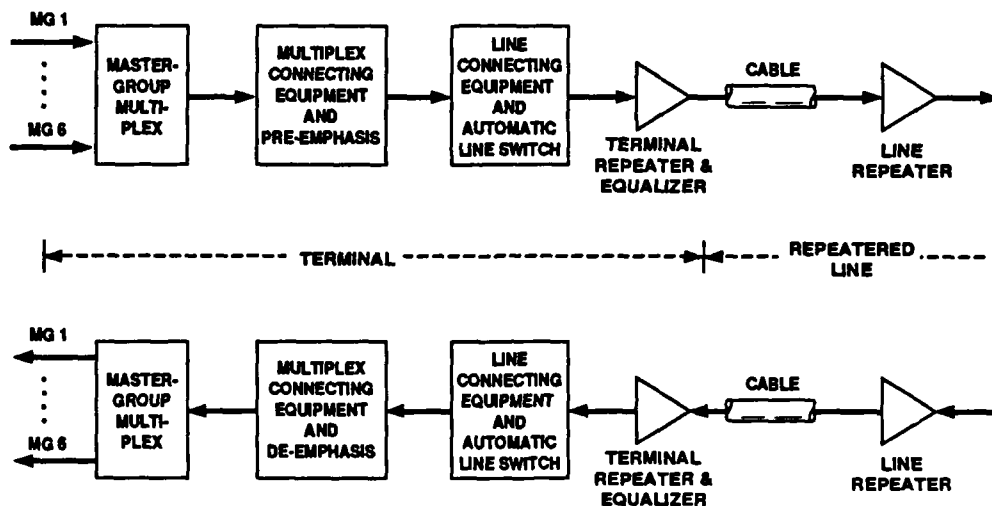 MG 1
MG 6
MASTER-
GROUP
MULTI-
PLEX
MULTIPLEX
CONNECTING
EQUIPMENT
AND
PRE-EMPHASIS
LINE
CONNECTING
EQUIPMENT
AND
AUTOMATIC
LINE SWITCH
TERMINAL
REPEATER &
EQUALIZER
CABLE
LINE
REPEATER
TERMINAL
REPEATERED
LINE
MG 1
MG 6
MASTER-
GROUP
MULTI-
PLEX
MULTIPLEX
CONNECTING
EQUIPMENT
AND
DE-EMPHASIS
LINE
CONNECTING
EQUIPMENT
AND
AUTOMATIC
LINE SWITCH
TERMINAL
REPEATER &
EQUALIZER
CABLE
LINE
REPEATER